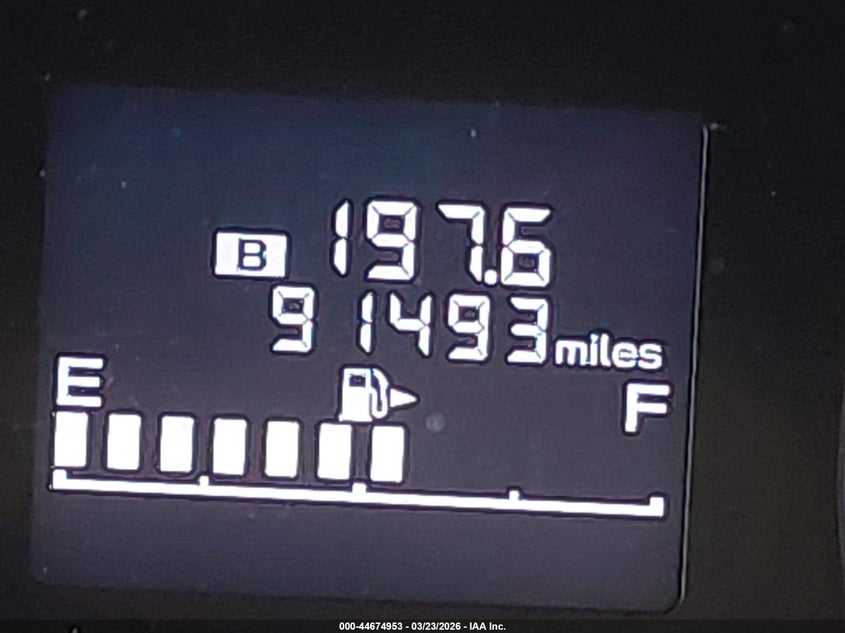 B 197.6
91493 miles
E F
000-44674953 - 03/23/2026 - IAA Inc.